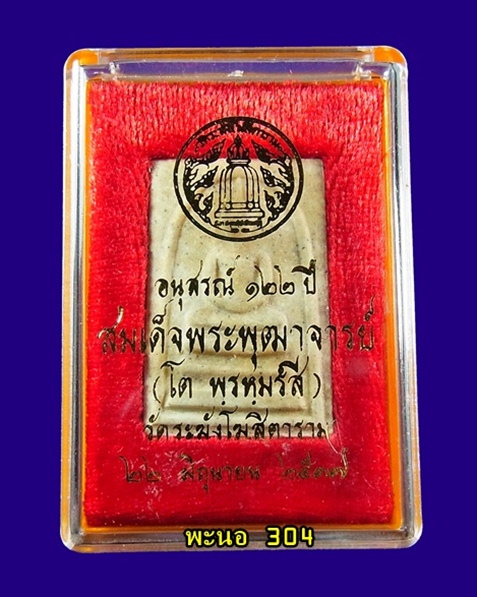 อนุสรณ์ ๑๒๒ ปี
สมเด็จพระพุฒาจารย์
(โต พฺรหฺมรํสี)
วัดระฆังโฆสิตาราม
๒๒ มิถุนายน ๒๕๓๗
พะนอ 304